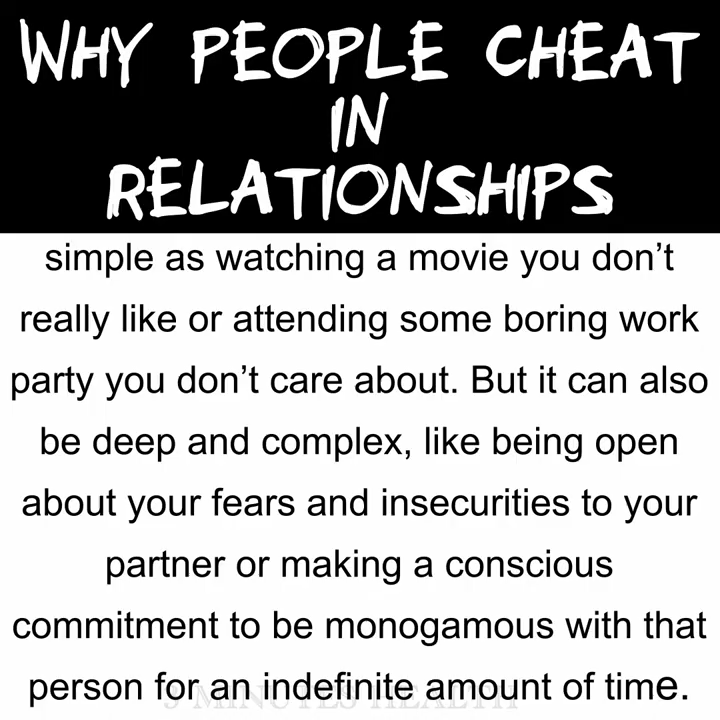 WHY PEOPLE CHEAT
IN
RELATIONSHIPS
simple as watching a movie you don’t
really like or attending some boring work
party you don’t care about. But it can also
be deep and complex, like being open
about your fears and insecurities to your
partner or making a conscious
commitment to be monogamous with that
person for an indefinite amount of time.
3 MINUTES HEALTH